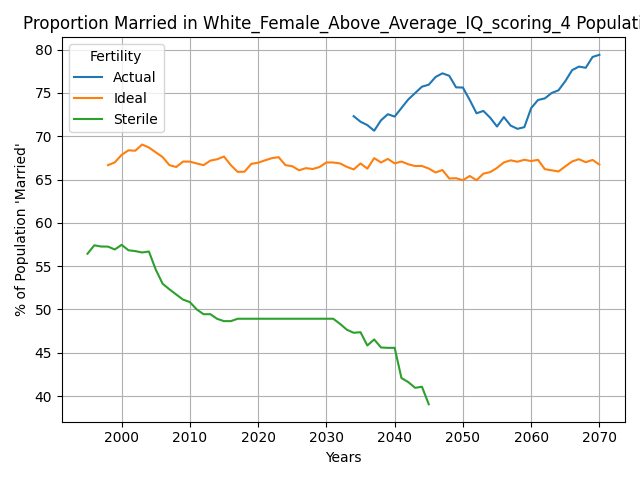 Proportion Married in White_Female_Above_Average_IQ_scoring_4 Populati
Fertility
Actual
Ideal
Sterile
% of Population 'Married'
80
75
70
65
60
55
50
45
40
2000 2010 2020 2030 2040 2050 2060 2070
Years